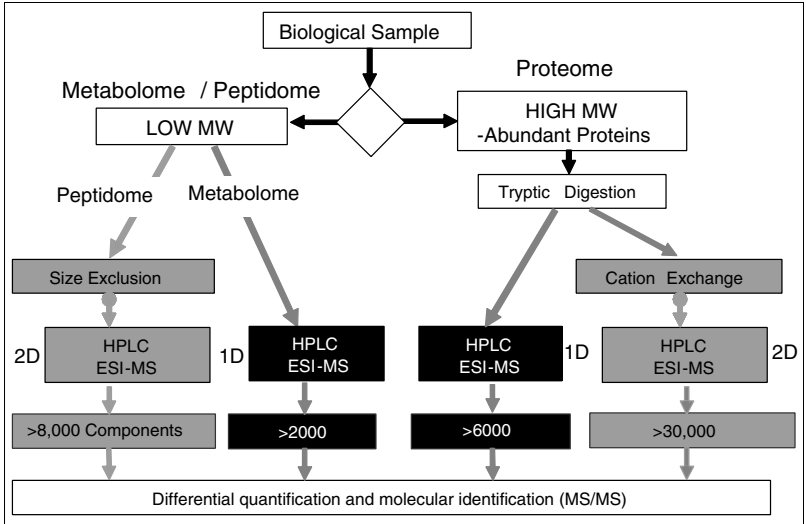 Biological Sample
Proteome
Metabolome / Peptidome
HIGH MW
-Abundant Proteins
LOW MW
Tryptic Digestion
Peptidome
Metabolome
Size Exclusion
Cation Exchange
2D
HPLC
ESI-MS
1D
HPLC
ESI-MS
HPLC
ESI-MS
1D
HPLC
ESI-MS
2D
>8,000 Components
>2000
>6000
>30,000
Differential quantification and molecular identification (MS/MS)